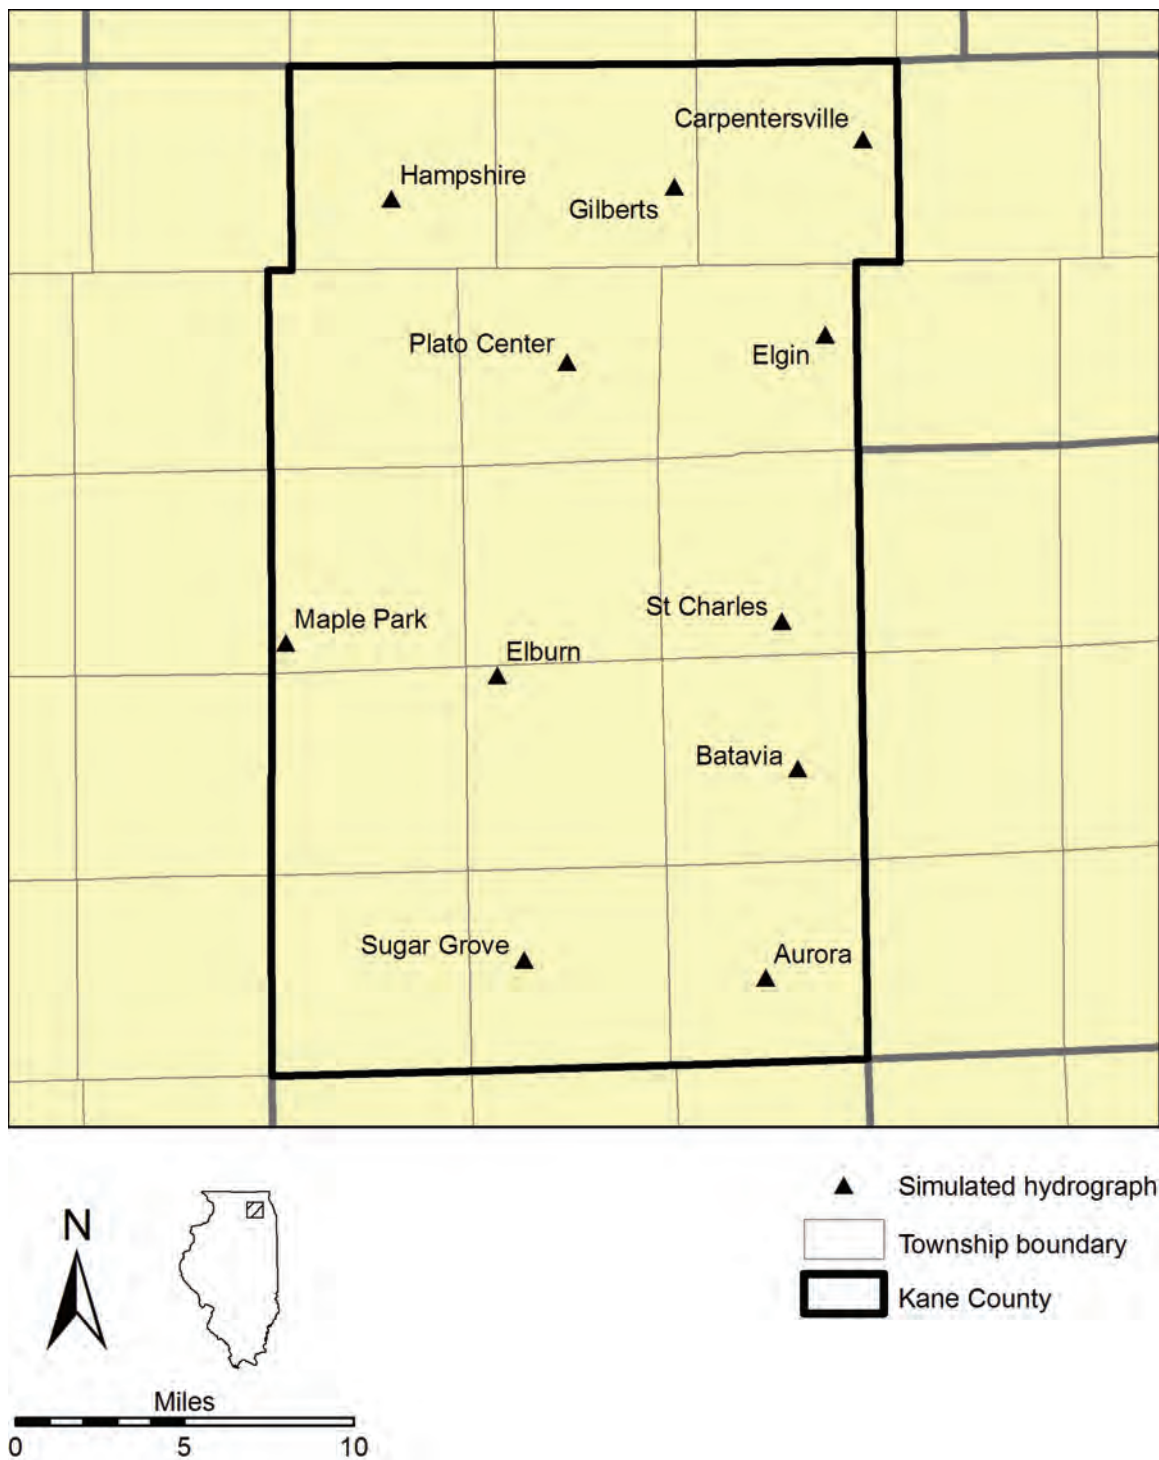 Carpentersville
Hampshire
Gilberts
Plato Center
Elgin
St Charles
Maple Park
Elburn
Batavia
Sugar Grove
Aurora
N
Simulated hydrograph
Township boundary
Kane County
Miles
0 5 10